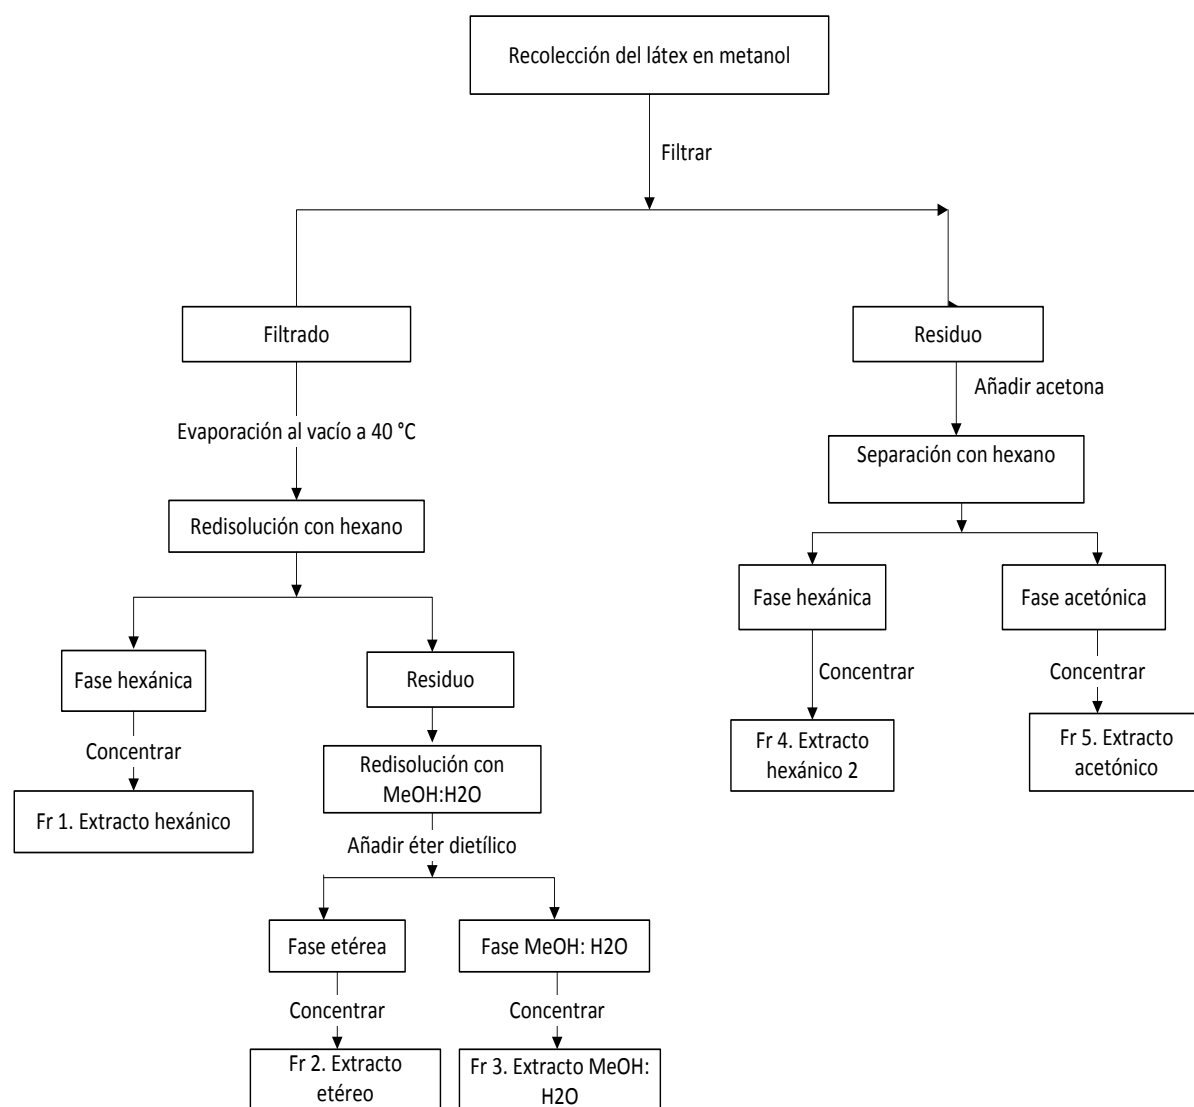 Recolección del látex en metanol
Filtrar
Filtrado
Residuo
Añadir acetona
Evaporación al vacío a 40 °C
Separación con hexano
Redisolución con hexano
Fase hexánica
Fase acetónica
Fase hexánica
Residuo
Concentrar
Concentrar
Concentrar
Fr 4. Extracto
hexánico 2
Fr 5. Extracto
acetónico
Redisolución con
MeOH:H2O
Fr 1. Extracto hexánico
Añadir éter dietílico
Fase etérea
Fase MeOH: H2O
Concentrar
Concentrar
Fr 2. Extracto
etéreo
Fr 3. Extracto MeOH:
H2O